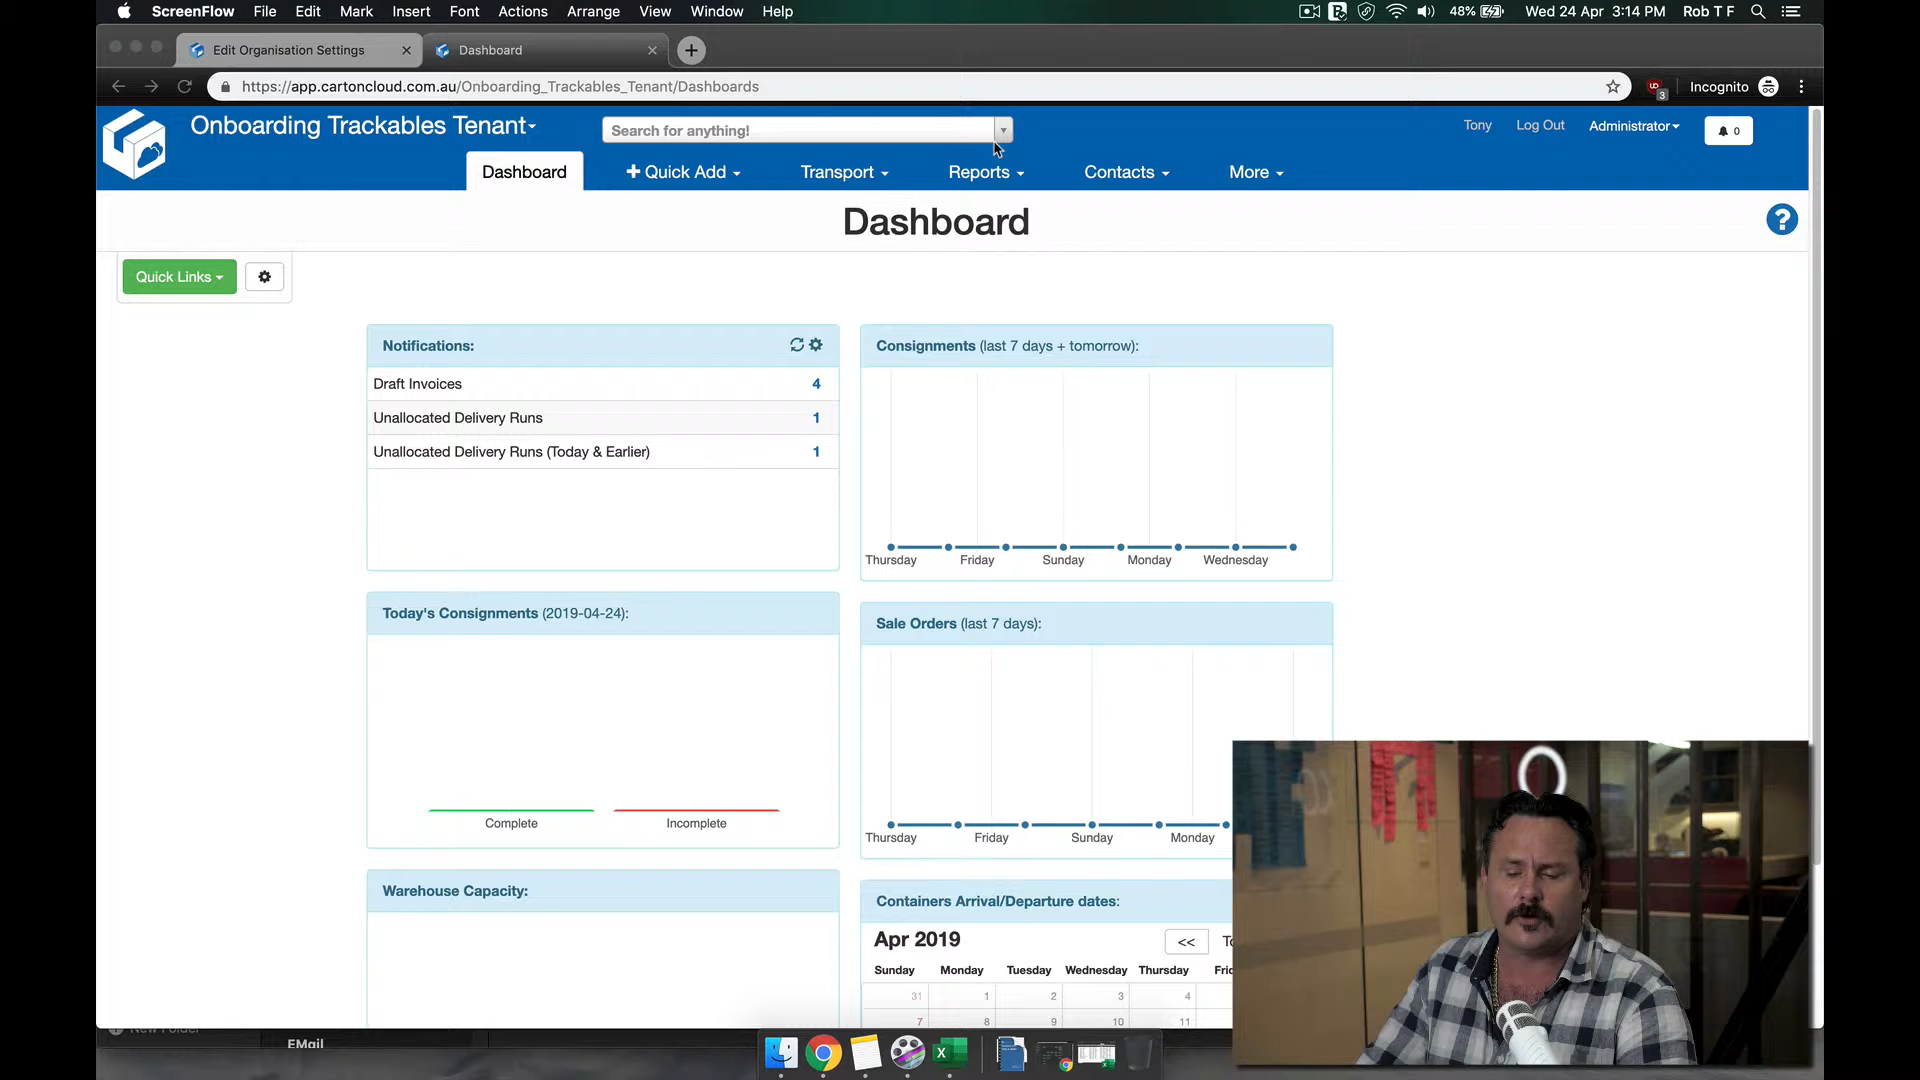 ScreenFlow File Edit Mark Insert Font Actions Arrange View Window Help 48% Wed 24 Apr 3:14 PM Rob T F
Edit Organisation Settings Dashboard
https://app.cartoncloud.com.au/Onboarding_Trackables_Tenant/Dashboards 3 Incognito
Onboarding Trackables Tenant Search for anything! Tony Log Out Administrator 0
Dashboard Quick Add Transport Reports Contacts More
Dashboard ?
Quick Links
Notifications:
Draft Invoices 4
Unallocated Delivery Runs 1
Unallocated Delivery Runs (Today & Earlier) 1
Consignments (last 7 days + tomorrow):
Thursday Friday Sunday Monday Wednesday
Today's Consignments (2019-04-24):
Complete Incomplete
Sale Orders (last 7 days):
Thursday Friday Sunday Monday
Warehouse Capacity:
Containers Arrival/Departure dates:
Apr 2019 <<
Sunday Monday Tuesday Wednesday Thursday
31 1 2 3 4
7 8 9 10 11
New Folder
EMail